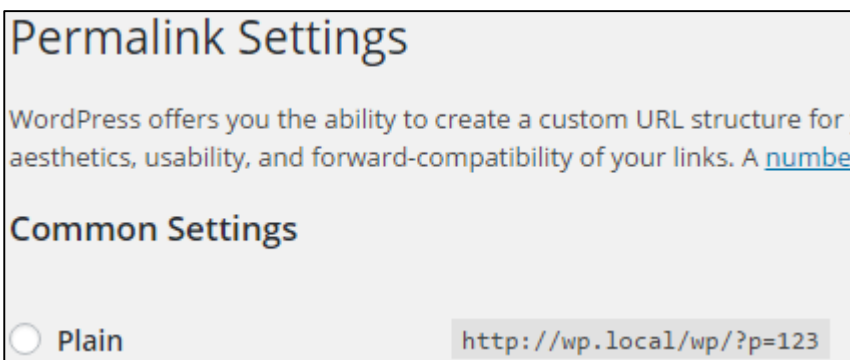 Permalink Settings
WordPress offers you the ability to create a custom URL structure for
aesthetics, usability, and forward-compatibility of your links. A numbe
Common Settings
Plain http://wp.local/wp/?p=123